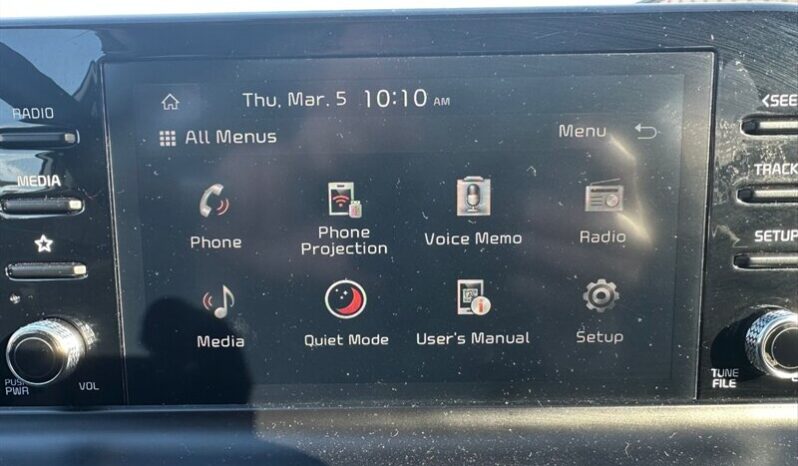 RADIO
MEDIA
PUSH
PWR
VOL
Thu, Mar. 5 10:10 AM
All Menus
Menu
Phone
Phone
Projection
Voice Memo
Radio
Media
Quiet Mode
User's Manual
Setup
<SEE
TRACK
SETUP
TUNE
FILE